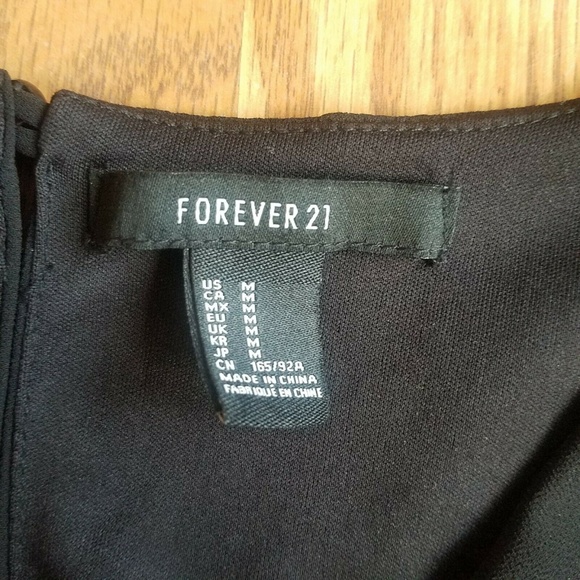 FOREVER 21
US M
CA M
MX M
EU M
UK M
KR M
JP M
CN 165/92A
MADE IN CHINA
FABRIQUÉ EN CHINE